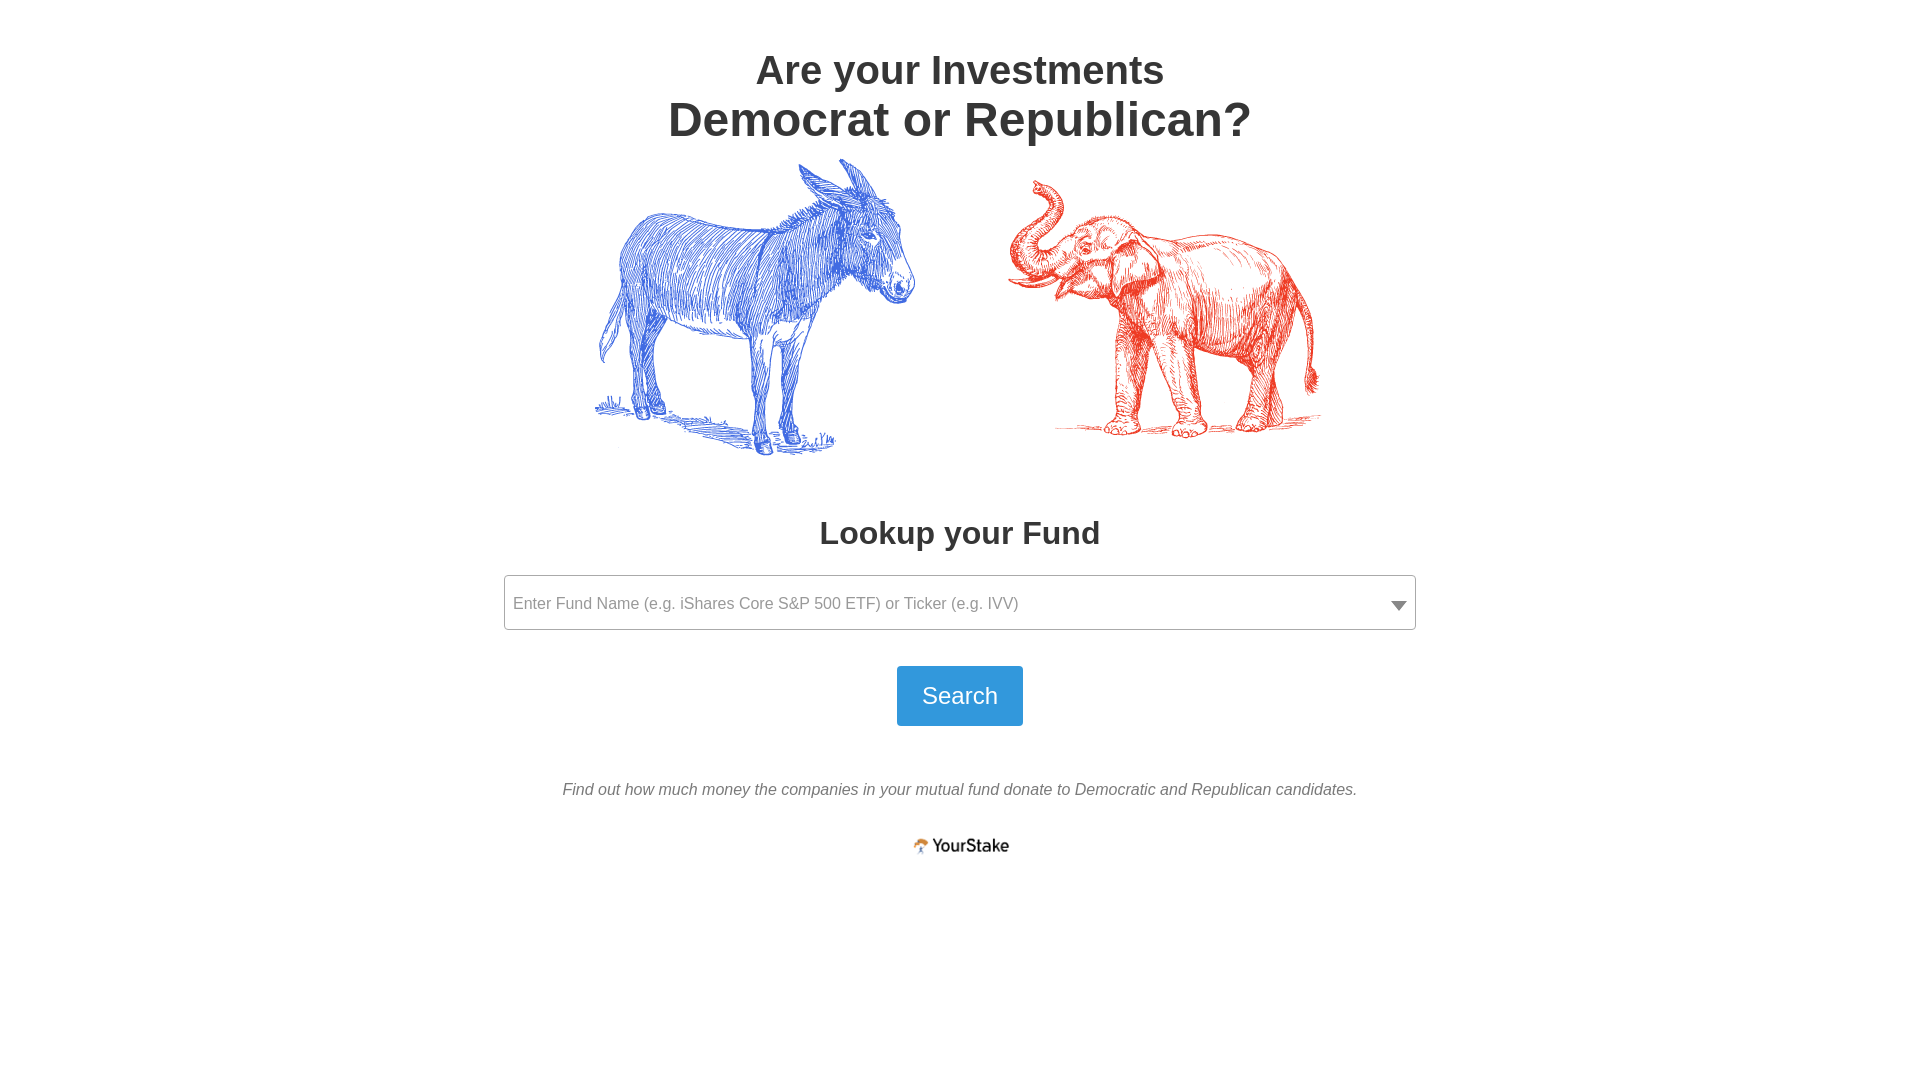 Are your Investments
Democrat or Republican?
Lookup your Fund
Enter Fund Name (e.g. iShares Core S&P 500 ETF) or Ticker (e.g. IVV)
Search
Find out how much money the companies in your mutual fund donate to Democratic and Republican candidates.
YourStake